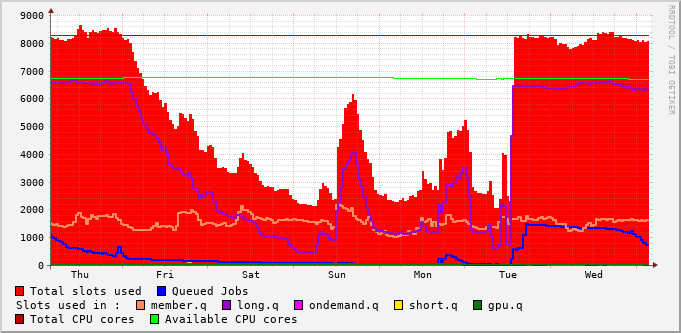 RRDTOOL / TOBI OETIKER
9000
8000
7000
6000
5000
4000
3000
2000
1000
0
Thu Fri Sat Sun Mon Tue Wed
Total slots used Queued Jobs
Slots used in : member.q long.q ondemand.q short.q gpu.q
Total CPU cores Available CPU cores